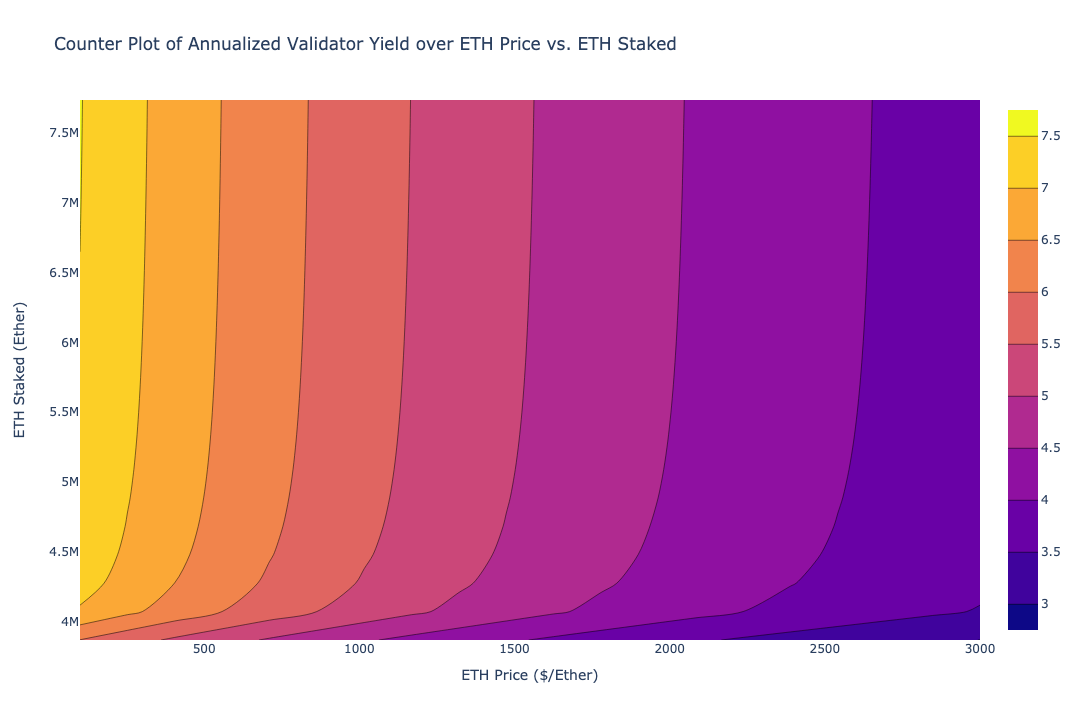 Counter Plot of Annualized Validator Yield over ETH Price vs. ETH Staked
7.5M
7M
6.5M
6M
5.5M
5M
4.5M
4M
ETH Staked (Ether)
500
1000
1500
2000
2500
3000
ETH Price ($/Ether)
7.5
7
6.5
6
5.5
5
4.5
4
3.5
3